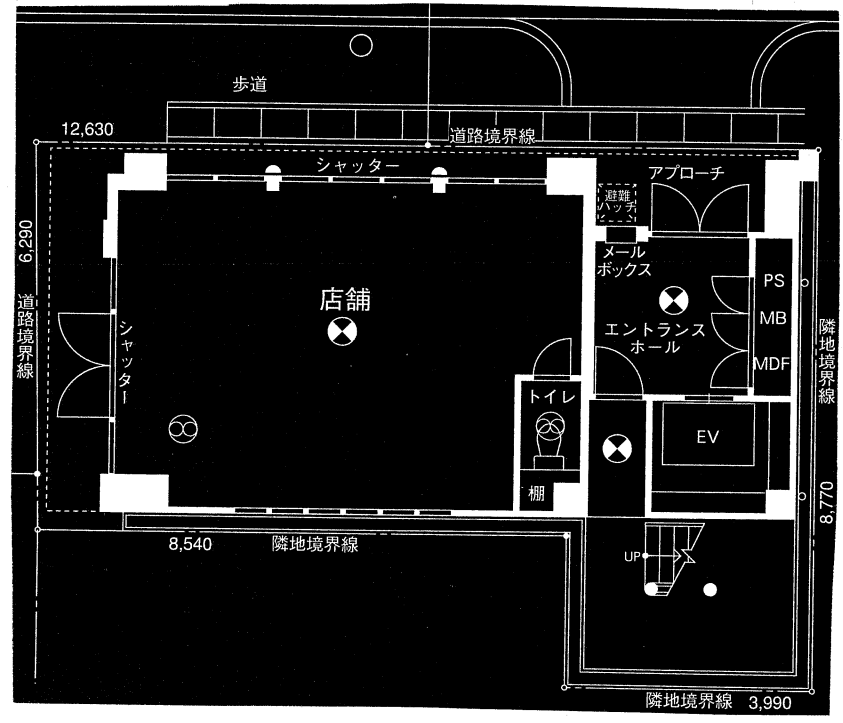 歩道
12,630
道路境界線
シャッター
アプローチ
避難
ハッチ
メール
ボックス
6,290
道路境界線
シャッター
店舗
エントランス
ホール
PS
MB
MDF
隣地境界線
トイレ
EV
棚
8,770
8,540
隣地境界線
UP
隣地境界線
3,990